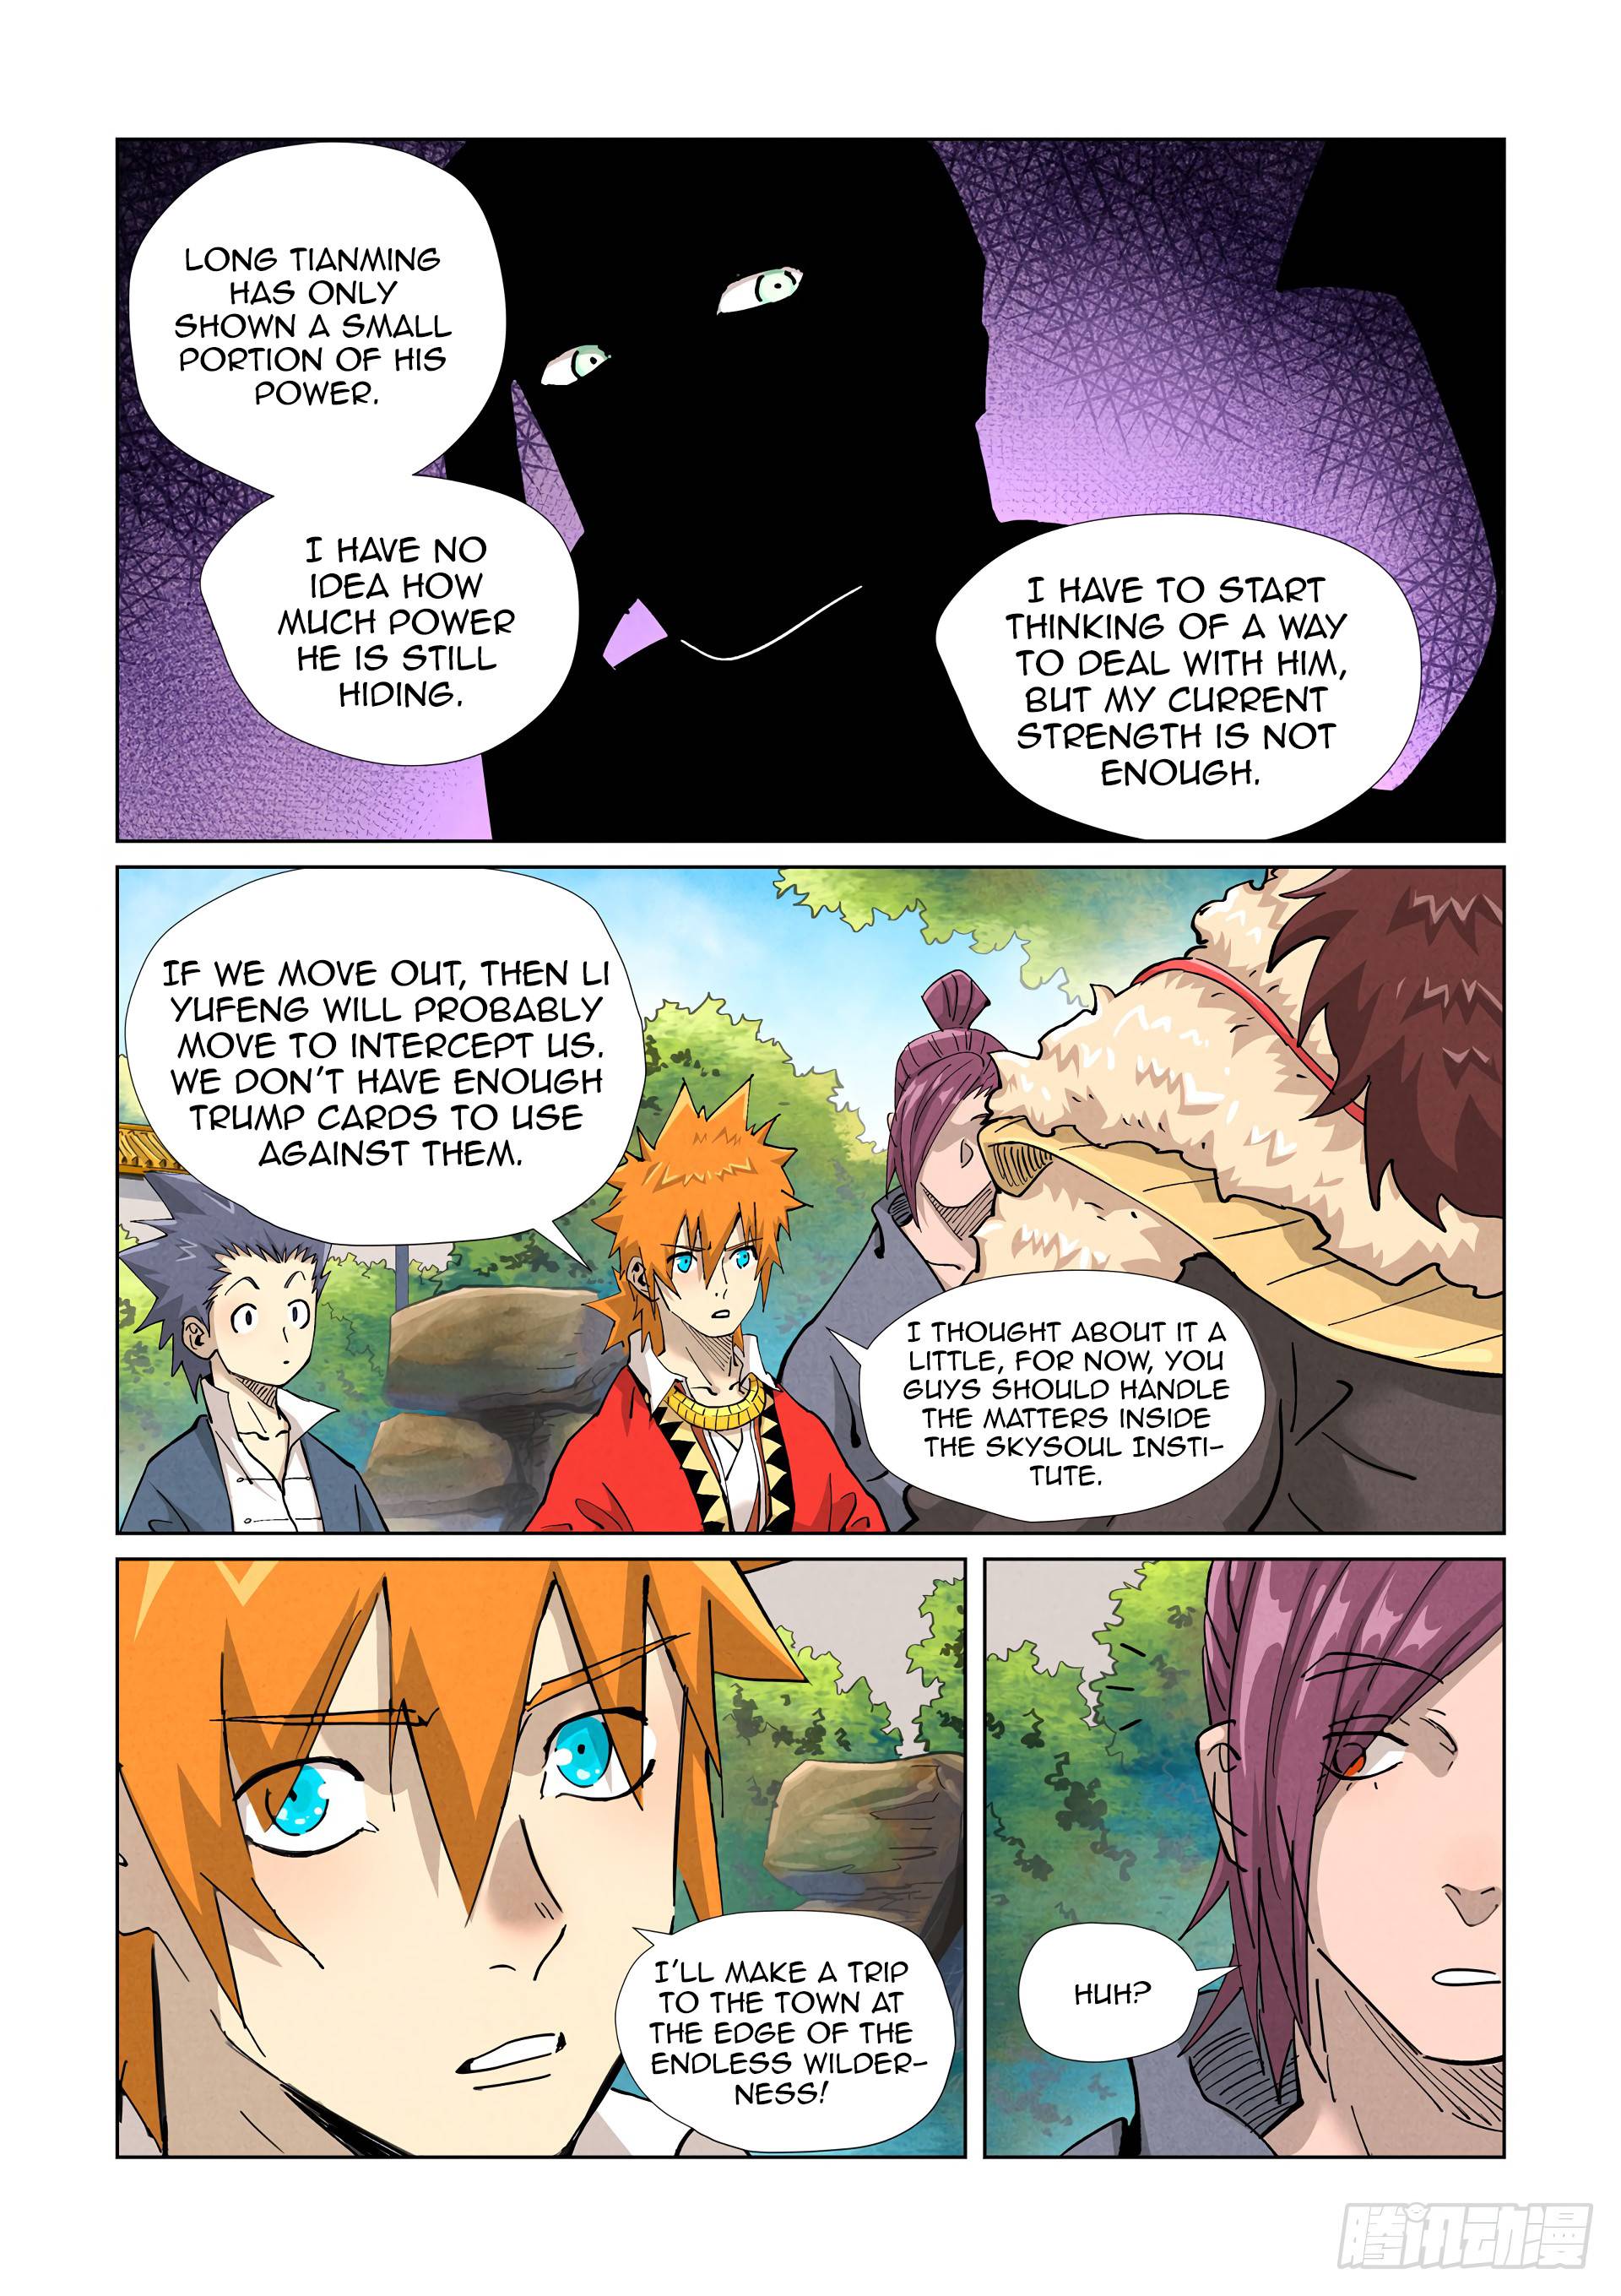 LONG TIANMING
HAS ONLY
SHOWN A SMALL
PORTION OF HIS
POWER.
I HAVE NO
IDEA HOW
MUCH POWER
HE IS STILL
HIDING.
I HAVE TO START
THINKING OF A WAY
TO DEAL WITH HIM,
BUT MY CURRENT
STRENGTH IS NOT
ENOUGH.
IF WE MOVE OUT, THEN LI
YUFENG WILL PROBABLY
MOVE TO INTERCEPT US.
WE DON'T HAVE ENOUGH
TRUMP CARDS TO USE
AGAINST THEM.
I THOUGHT ABOUT IT A
LITTLE, FOR NOW, YOU
GUYS SHOULD HANDLE
THE MATTERS INSIDE
THE SKYSOUL INSTI-
TUTE.
I'LL MAKE A TRIP
TO THE TOWN AT
THE EDGE OF THE
ENDLESS WILDER-
NESS!
HUH?
腾讯动漫